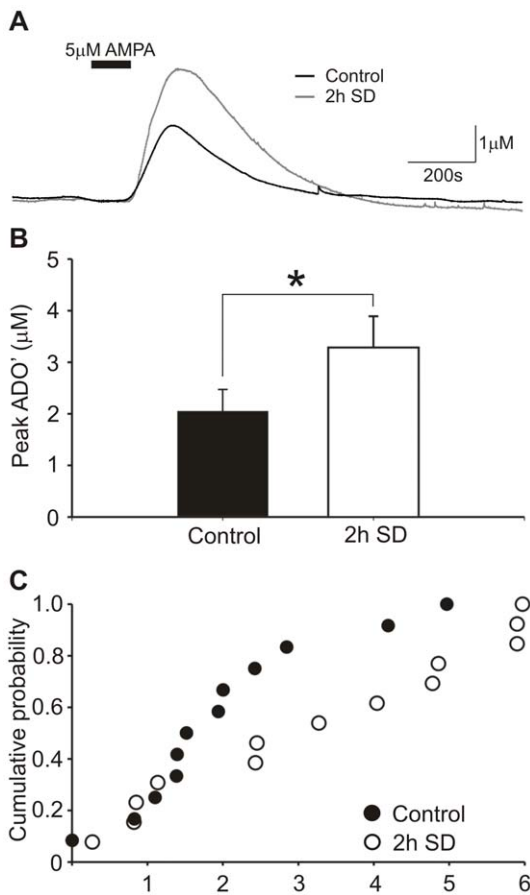 A
5μM AMPA
Control
2h SD
1μM
200s
B
5
4
3
2
1
0
Peak ADO' (μM)
*
Control
2h SD
C
1.0
0.8
0.6
0.4
0.2
0
Cumulative probability
Control
2h SD
1 2 3 4 5 6